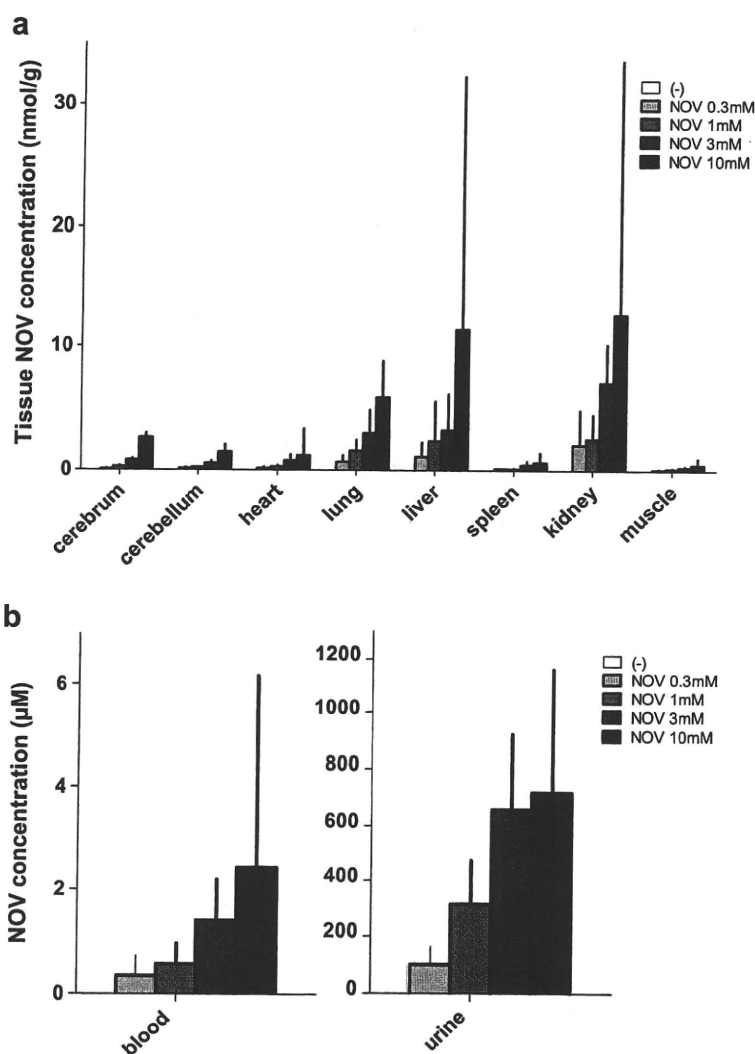 a
Tissue NOV concentration (nmol/g)
30
20
10
0
(-)
NOV 0.3mM
NOV 1mM
NOV 3mM
NOV 10mM
cerebrum
cerebellum
heart
lung
liver
spleen
kidney
muscle
b
NOV concentration (µM)
6
4
2
0
blood
1200
1000
800
600
400
200
0
urine
(-)
NOV 0.3mM
NOV 1mM
NOV 3mM
NOV 10mM